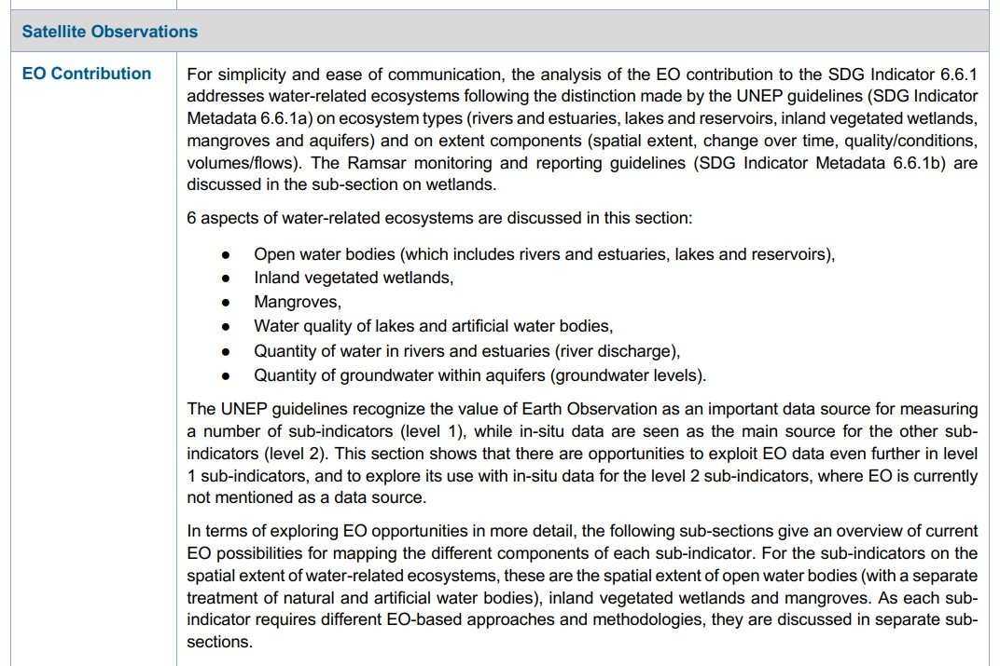 Satellite Observations
EO Contribution
For simplicity and ease of communication, the analysis of the EO contribution to the SDG Indicator 6.6.1
addresses water-related ecosystems following the distinction made by the UNEP guidelines (SDG Indicator
Metadata 6.6.1a) on ecosystem types (rivers and estuaries, lakes and reservoirs, inland vegetated wetlands,
mangroves and aquifers) and on extent components (spatial extent, change over time, quality/conditions,
volumes/flows). The Ramsar monitoring and reporting guidelines (SDG Indicator Metadata 6.6.1b) are
discussed in the sub-section on wetlands.
6 aspects of water-related ecosystems are discussed in this section:
● Open water bodies (which includes rivers and estuaries, lakes and reservoirs),
● Inland vegetated wetlands,
● Mangroves,
● Water quality of lakes and artificial water bodies,
● Quantity of water in rivers and estuaries (river discharge),
● Quantity of groundwater within aquifers (groundwater levels).
The UNEP guidelines recognize the value of Earth Observation as an important data source for measuring
a number of sub-indicators (level 1), while in-situ data are seen as the main source for the other sub-
indicators (level 2). This section shows that there are opportunities to exploit EO data even further in level
1 sub-indicators, and to explore its use with in-situ data for the level 2 sub-indicators, where EO is currently
not mentioned as a data source.
In terms of exploring EO opportunities in more detail, the following sub-sections give an overview of current
EO possibilities for mapping the different components of each sub-indicator. For the sub-indicators on the
spatial extent of water-related ecosystems, these are the spatial extent of open water bodies (with a separate
treatment of natural and artificial water bodies), inland vegetated wetlands and mangroves. As each sub-
indicator requires different EO-based approaches and methodologies, they are discussed in separate sub-
sections.